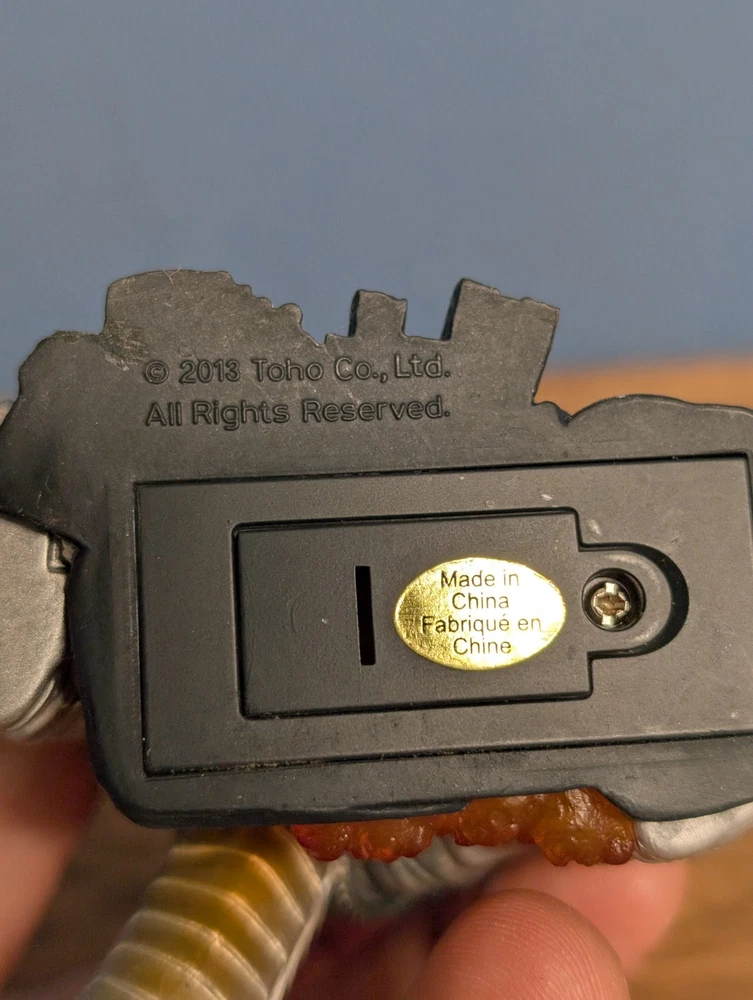 © 2013 Toho Co., Ltd.
All Rights Reserved.
Made in
China
Fabriqué en
Chine